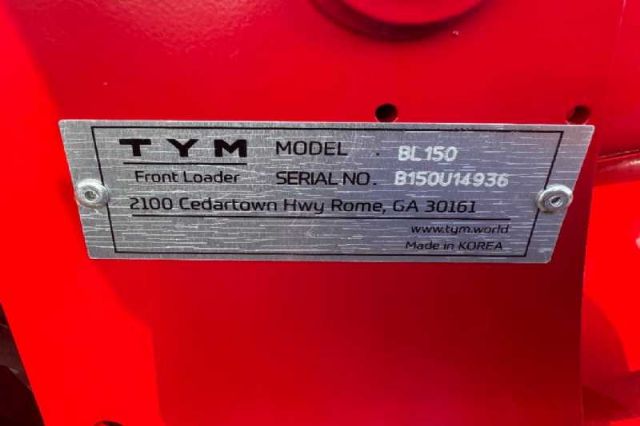 TYM MODEL . BL150
Front Loader SERIAL NO. B150U14936
2100 Cedartown Hwy Rome, GA 30161
www.tym.world
Made in KOREA